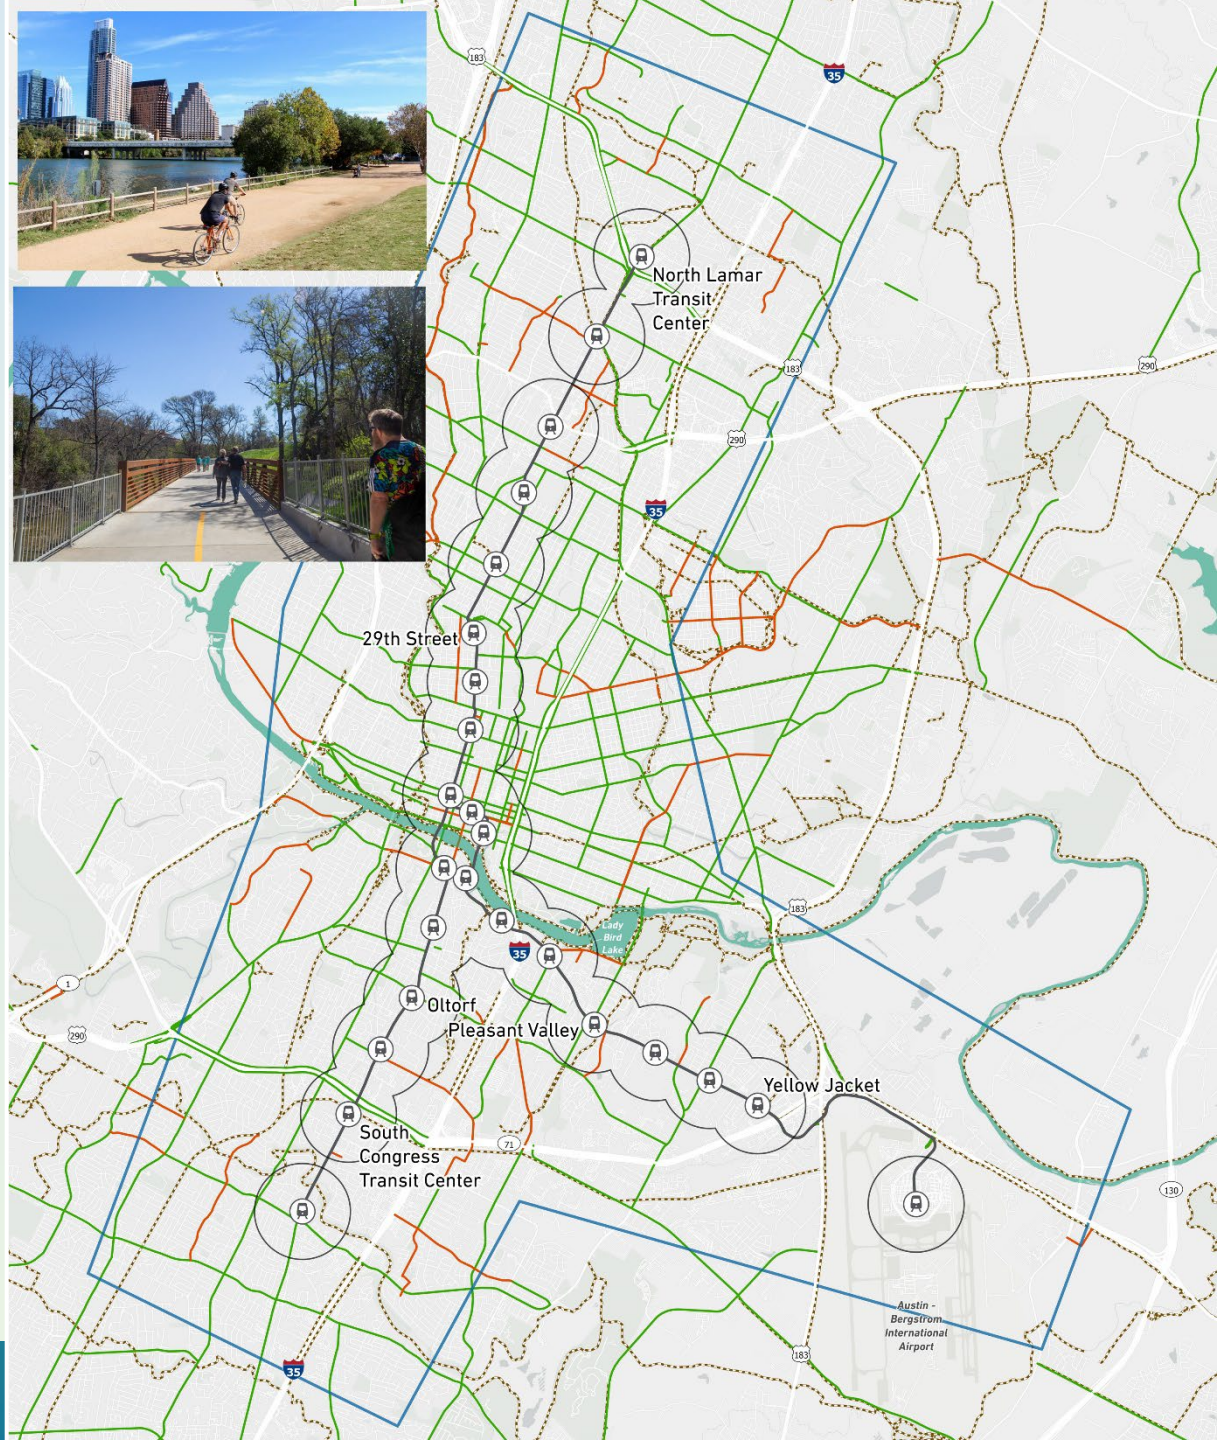 183
35
North Lamar
Transit
Center
183
290
290
35
29th Street
183
Lady
Bird
Lake
35
1
290
Oltorf
Pleasant Valley
Yellow Jacket
South
Congress
Transit Center
71
130
Austin -
Bergstrom
International
Airport
183
35